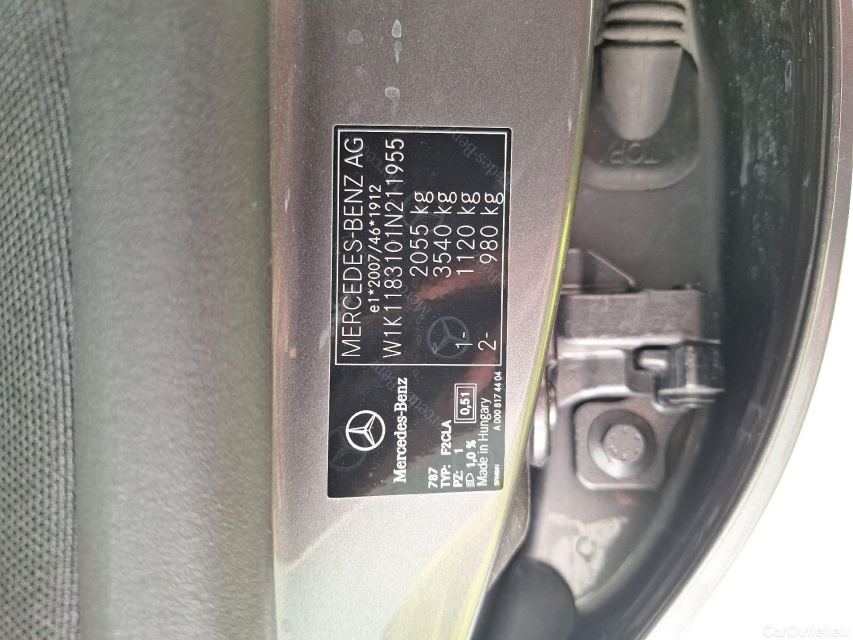 MERCEDES-BENZ AG
e1*2007/46*1912
W1K1183101N211955
2055 kg
3540 kg
1- 1120 kg
2- 980 kg
Mercedes-Benz
787
TYP: F2CLA
PZ: 1
1,0 % 0,51
Made in Hungary
A 000 817 44 04
TOP
CarOutlet.eu